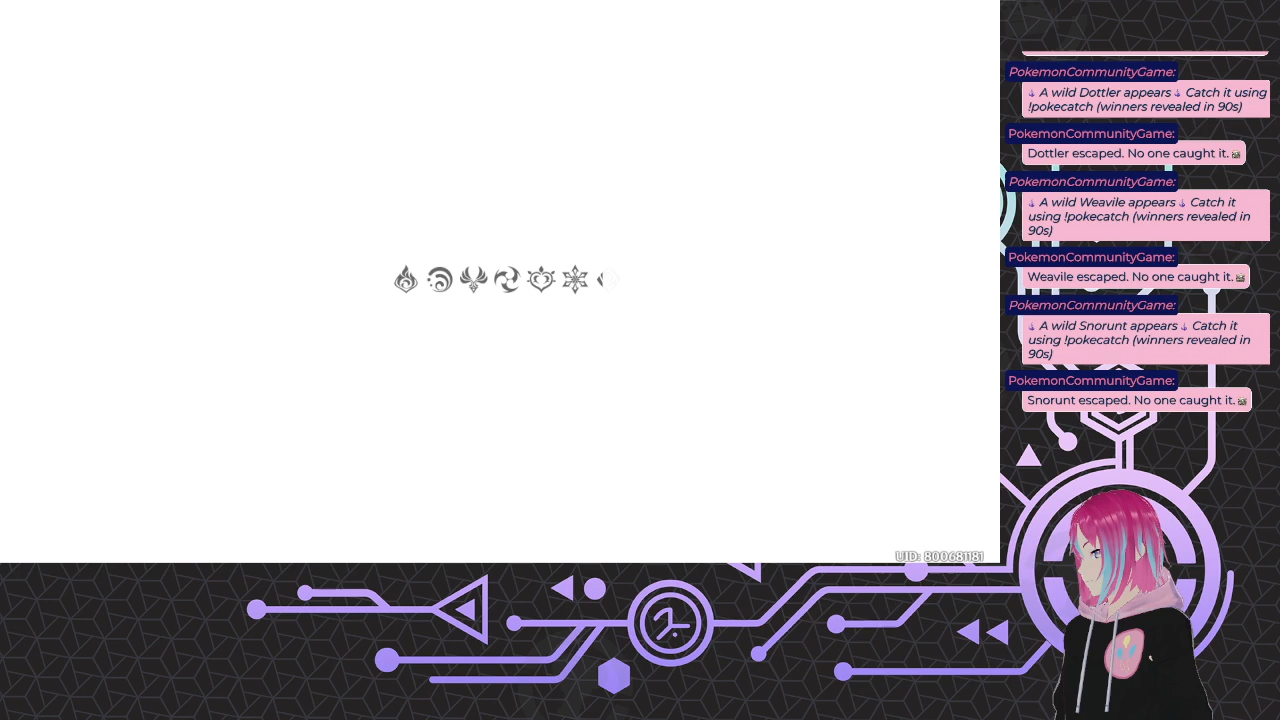 PokemonCommunityGame:
A wild Dottler appears Catch it using
!pokecatch (winners revealed in 90s)
PokemonCommunityGame:
Dottler escaped. No one caught it.
PokemonCommunityGame:
A wild Weavile appears Catch it
using !pokecatch (winners revealed in
90s)
PokemonCommunityGame:
Weavile escaped. No one caught it.
PokemonCommunityGame:
A wild Snorunt appears Catch it
using !pokecatch (winners revealed in
90s)
PokemonCommunityGame:
Snorunt escaped. No one caught it.
UID: 800681181